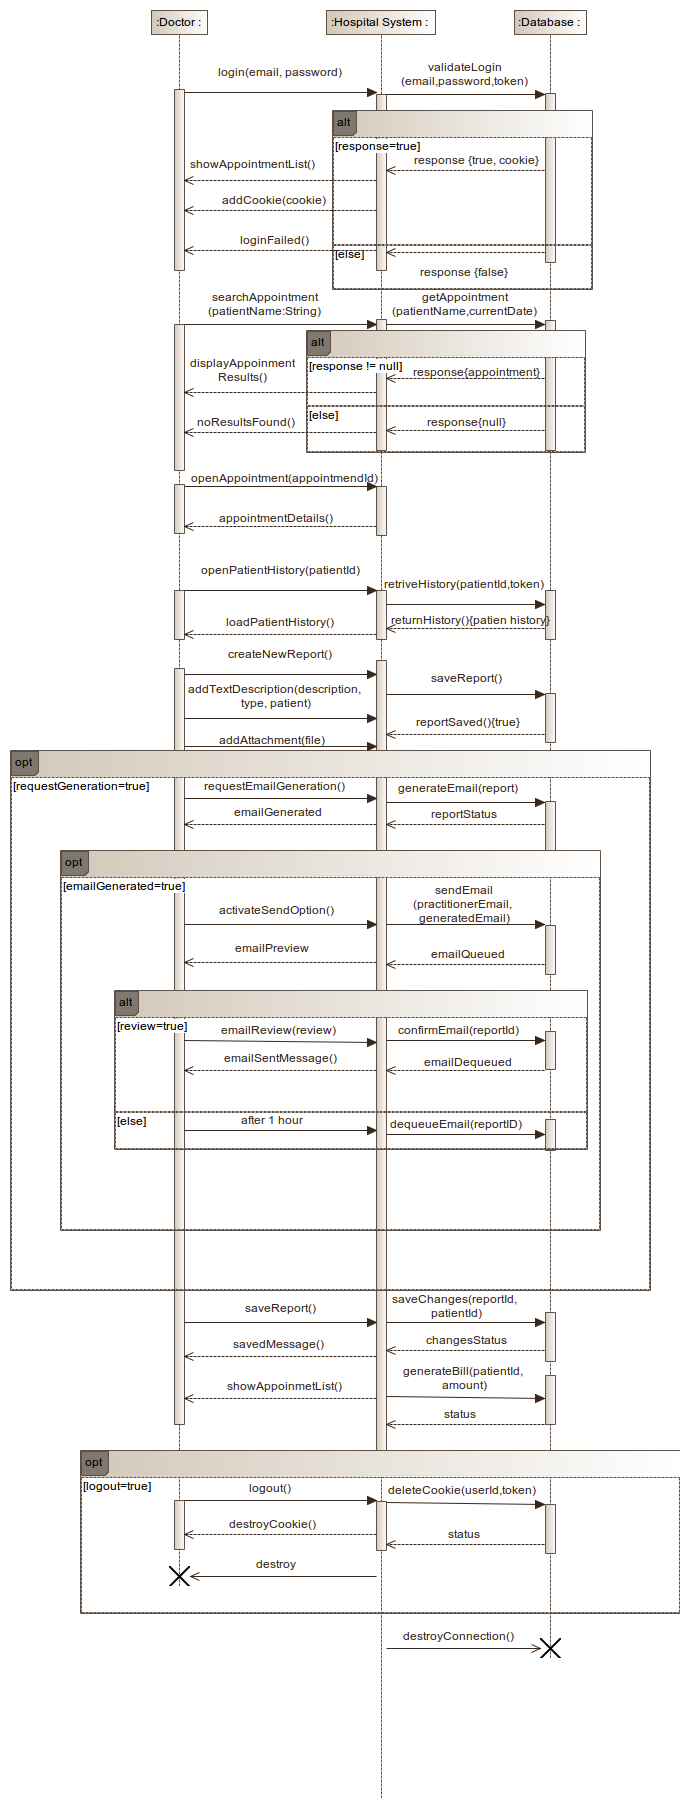 :Doctor :
:Hospital System :
:Database :
login(email, password)
validateLogin
(email,password,token)
alt
[response=true]
response {true, cookie}
showAppointmentList()
addCookie(cookie)
loginFailed()
[else]
response {false}
searchAppointment
(patientName:String)
getAppointment
(patientName,currentDate)
alt
[response != null]
response{appointment}
displayAppoinment
Results()
[else]
noResultsFound()
response{null}
openAppointment(appointmendId)
appointmentDetails()
openPatientHistory(patientId)
retriveHistory(patientId,token)
loadPatientHistory()
returnHistory(){patien history}
createNewReport()
saveReport()
addTextDescription(description,
type, patient)
reportSaved(){true}
addAttachment(file)
opt
[requestGeneration=true]
requestEmailGeneration()
generateEmail(report)
emailGenerated
reportStatus
opt
[emailGenerated=true]
activateSendOption()
sendEmail
(practitionerEmail,
generatedEmail)
emailPreview
emailQueued
alt
[review=true]
emailReview(review)
confirmEmail(reportId)
emailSentMessage()
emailDequeued
[else]
after 1 hour
dequeueEmail(reportID)
saveReport()
saveChanges(reportId,
patientId)
savedMessage()
changesStatus
showAppoinmetList()
generateBill(patientId,
amount)
status
opt
[logout=true]
logout()
deleteCookie(userId,token)
destroyCookie()
status
destroy
destroyConnection()